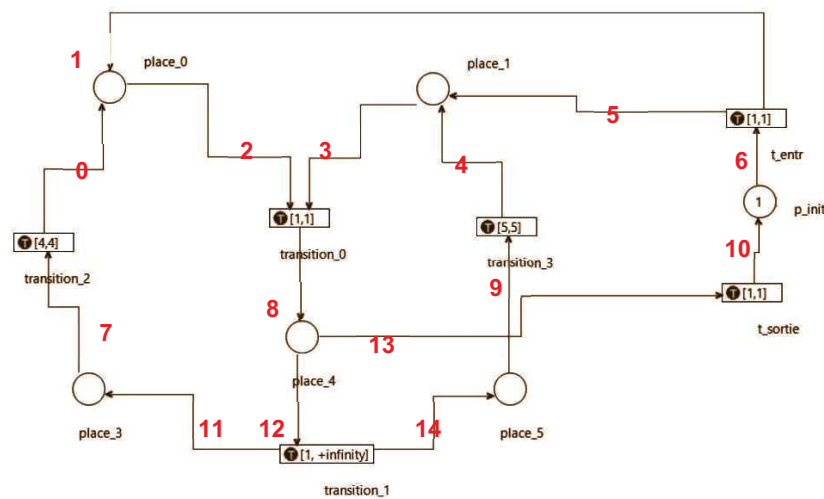 1
place_0
place_1
T [1,1]
5
t_entr
0
2
3
4
6
1
p_init
T [1,1]
T [5,5]
T [4,4]
transition_0
transition_3
transition_2
10
9
T [1,1]
8
7
13
t_sortie
place_4
place_3
11
12
14
place_5
T [1, +infinity]
transition_1